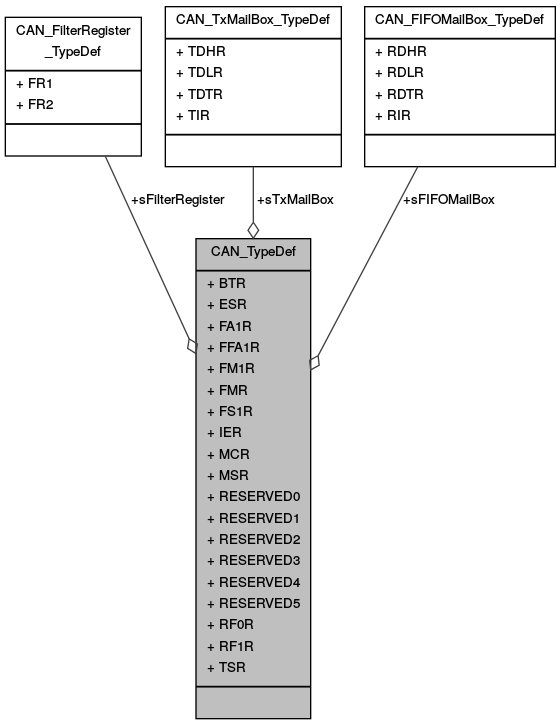 CAN_FilterRegister
_TypeDef
+ FR1
+ FR2
CAN_TxMailBox_TypeDef
+ TDHR
+ TDLR
+ TDTR
+ TIR
CAN_FIFOMailBox_TypeDef
+ RDHR
+ RDLR
+ RDTR
+ RIR
+sFilterRegister
+sTxMailBox
+sFIFOMailBox
CAN_TypeDef
+ BTR
+ ESR
+ FA1R
+ FFA1R
+ FM1R
+ FMR
+ FS1R
+ IER
+ MCR
+ MSR
+ RESERVED0
+ RESERVED1
+ RESERVED2
+ RESERVED3
+ RESERVED4
+ RESERVED5
+ RF0R
+ RF1R
+ TSR